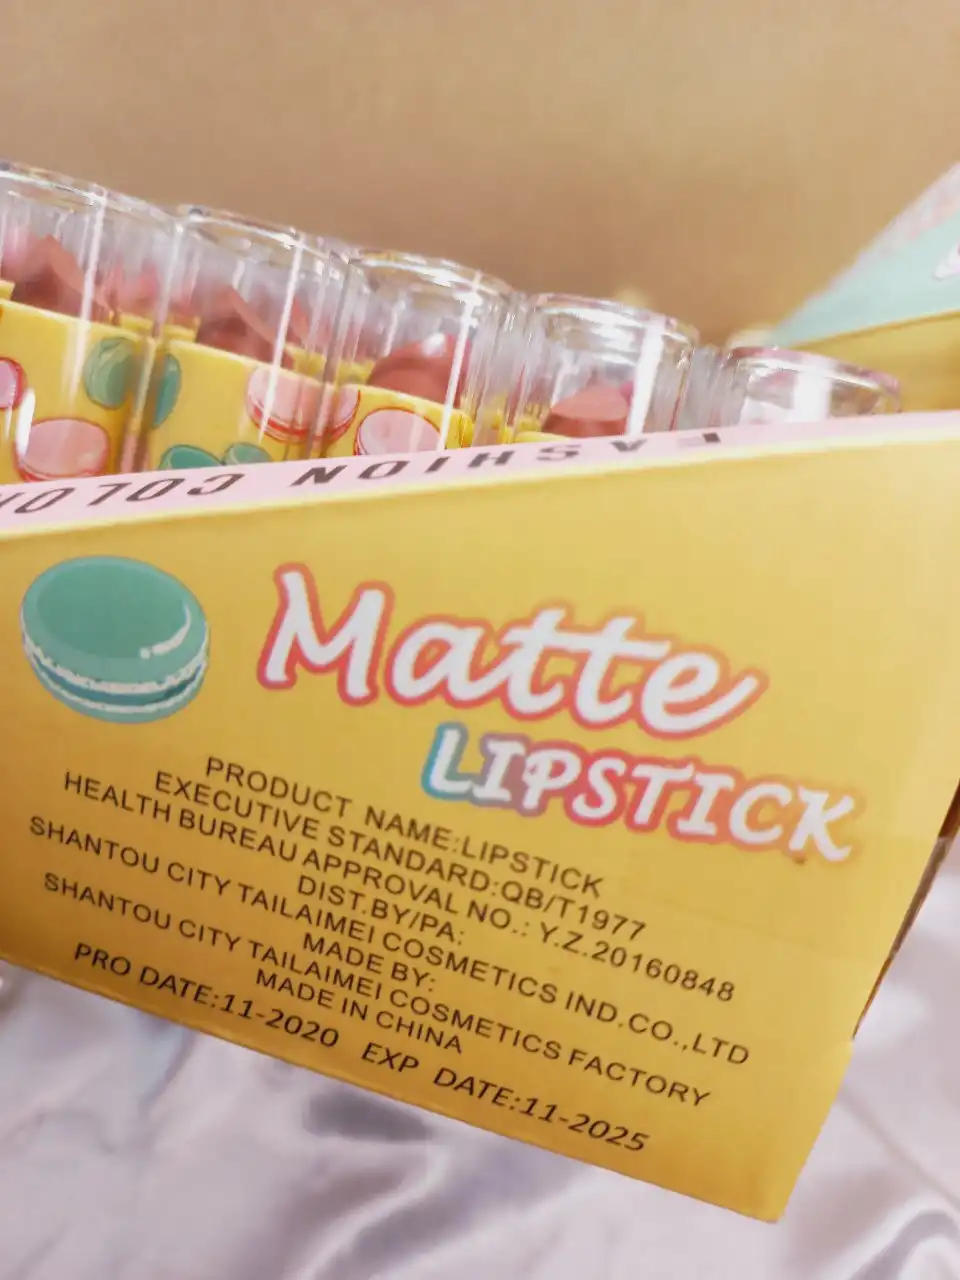 FASHION COLOR
Matte
LIPSTICK
PRODUCT NAME:LIPSTICK
EXECUTIVE STANDARD:QB/T1977
HEALTH BUREAU APPROVAL NO.: Y.Z.20160848
DIST.BY/PA:
SHANTOU CITY TAILAIMEI COSMETICS IND.CO.,LTD
MADE BY:
SHANTOU CITY TAILAIMEI COSMETICS FACTORY
MADE IN CHINA
PRO DATE:11-2020 EXP DATE:11-2025